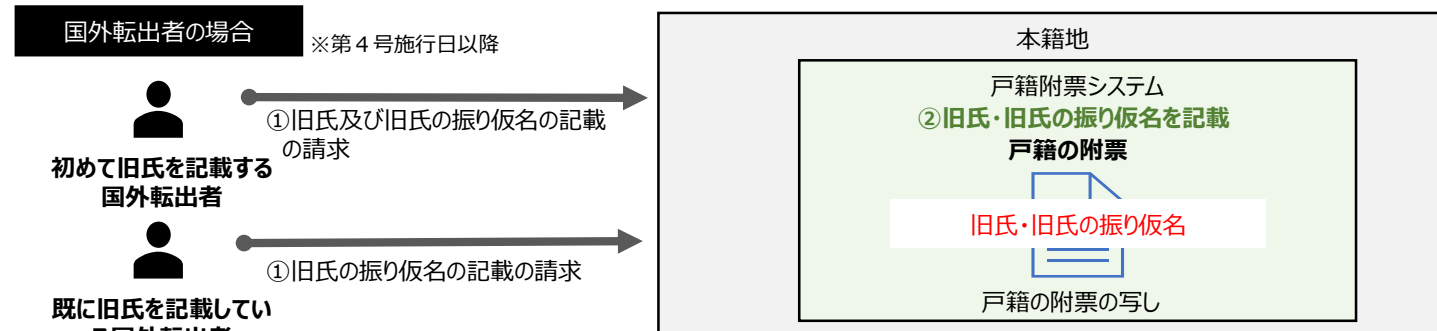 国外転出者の場合
※第４号施行日以降
①旧氏及び旧氏の振り仮名の記載
の請求
初めて旧氏を記載する
国外転出者
①旧氏の振り仮名の記載の請求
既に旧氏を記載してい
る国外転出者
本籍地
戸籍附票システム
②旧氏・旧氏の振り仮名を記載
戸籍の附票
旧氏・旧氏の振り仮名
戸籍の附票の写し